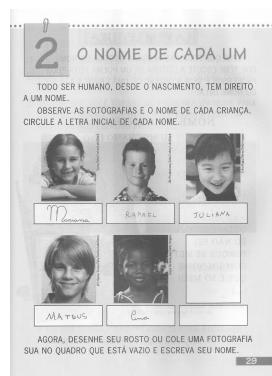 2
O NOME DE CADA UM
TODO SER HUMANO, DESDE O NASCIMENTO, TEM DIREITO
A UM NOME.
OBSERVE AS FOTOGRAFIAS E O NOME DE CADA CRIANÇA.
CIRCULE A LETRA INICIAL DE CADA NOME.
Mariana RAFAEL JULIANA
MATEUS
AGORA, DESENHE SEU ROSTO OU COLE UMA FOTOGRAFIA
SUA NO QUADRO QUE ESTÁ VAZIO E ESCREVA SEU NOME.
29